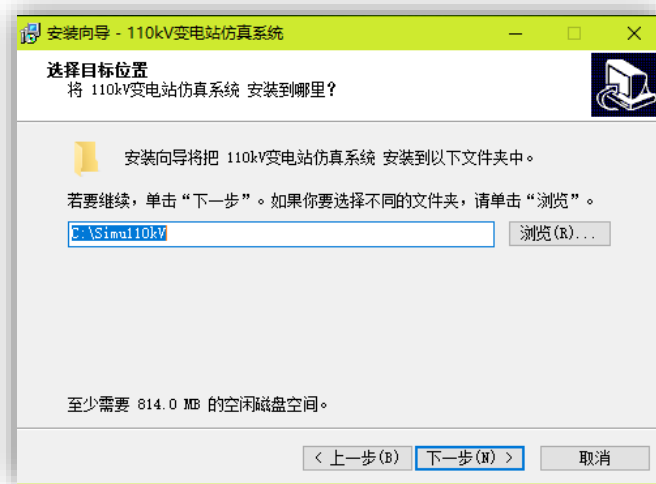 安装向导 - 110kV变电站仿真系统
选择目标位置
将 110kV变电站仿真系统 安装到哪里？
安装向导将把 110kV变电站仿真系统 安装到以下文件夹中。
若要继续，单击“下一步”。如果你要选择不同的文件夹，请单击“浏览”。
C:\Simu110kV
浏览(R)...
至少需要 814.0 MB 的空闲磁盘空间。
< 上一步(B)
下一步(N) >
取消